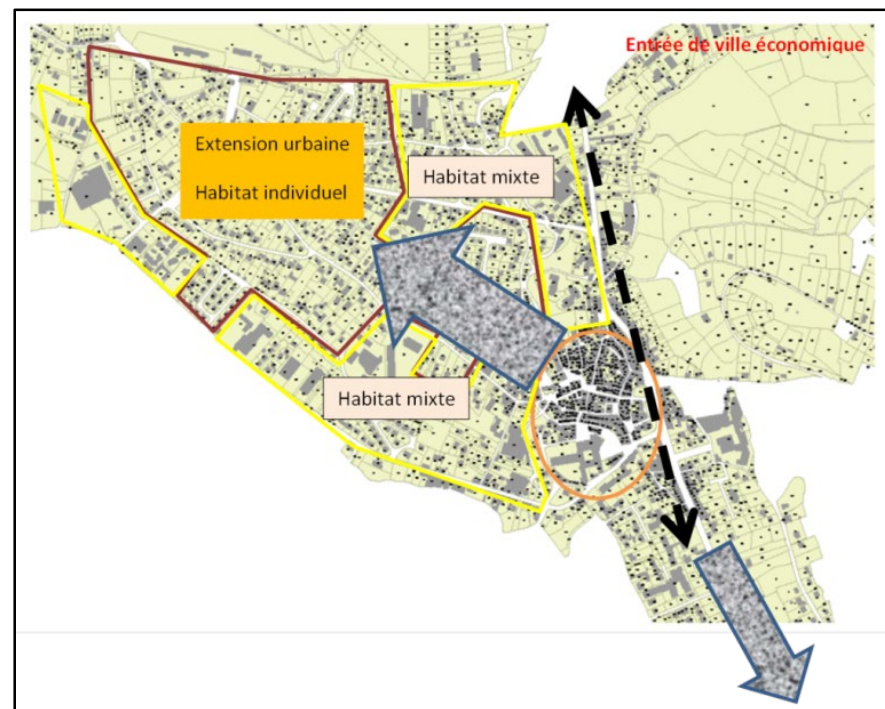 Entrée de ville économique
Extension urbaine
Habitat individuel
Habitat mixte
Habitat mixte